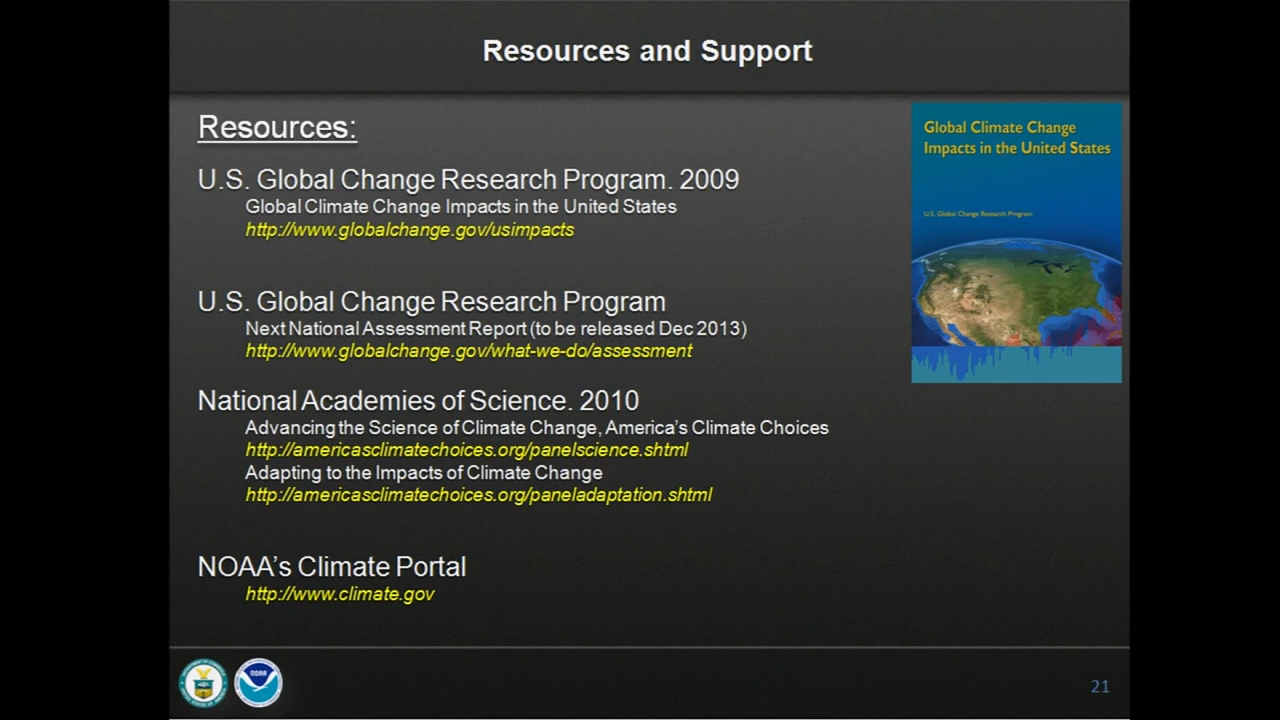 Resources and Support
Resources:
U.S. Global Change Research Program. 2009
Global Climate Change Impacts in the United States
http://www.globalchange.gov/usimpacts
U.S. Global Change Research Program
Next National Assessment Report (to be released Dec 2013)
http://www.globalchange.gov/what-we-do/assessment
National Academies of Science. 2010
Advancing the Science of Climate Change, America's Climate Choices
http://americasclimatechoices.org/panelscience.shtml
Adapting to the Impacts of Climate Change
http://americasclimatechoices.org/paneladaptation.shtml
NOAA's Climate Portal
http://www.climate.gov
Global Climate Change
Impacts in the United States
U.S. Global Change Research Program
NOAA
21